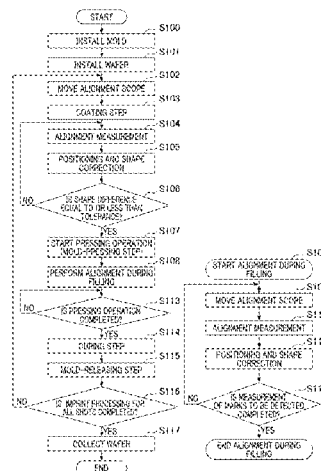 START
S100
INSTALL MOLD
S101
INSTALL WAFER
S102
MOVE ALIGNMENT SCOPE
S103
COATING STEP
S104
ALIGNMENT MEASUREMENT
S105
POSITIONING AND SHAPE
CORRECTION
S106
IS SHAPE DIFFERENCE
EQUAL TO OR LESS THAN
TOLERANCE?
NO
YES
S107
START PRESSING OPERATION
(MOLD-PRESSING STEP)
S108
PERFORM ALIGNMENT DURING
FILLING
S113
IS PRESSING OPERATION
COMPLETED?
NO
YES
S114
CURING STEP
S115
MOLD-RELEASING STEP
S116
IS IMPRINT PROCESSING FOR
ALL SHOTS COMPLETED?
NO
YES
S117
COLLECT WAFER
END
START ALIGNMENT DURING
FILLING
MOVE ALIGNMENT SCOPE
ALIGNMENT MEASUREMENT
POSITIONING AND SHAPE
CORRECTION
IS MEASUREMENT
OF MARKS TO BE DETECTED
COMPLETED?
NO
YES
END ALIGNMENT DURING
FILLING